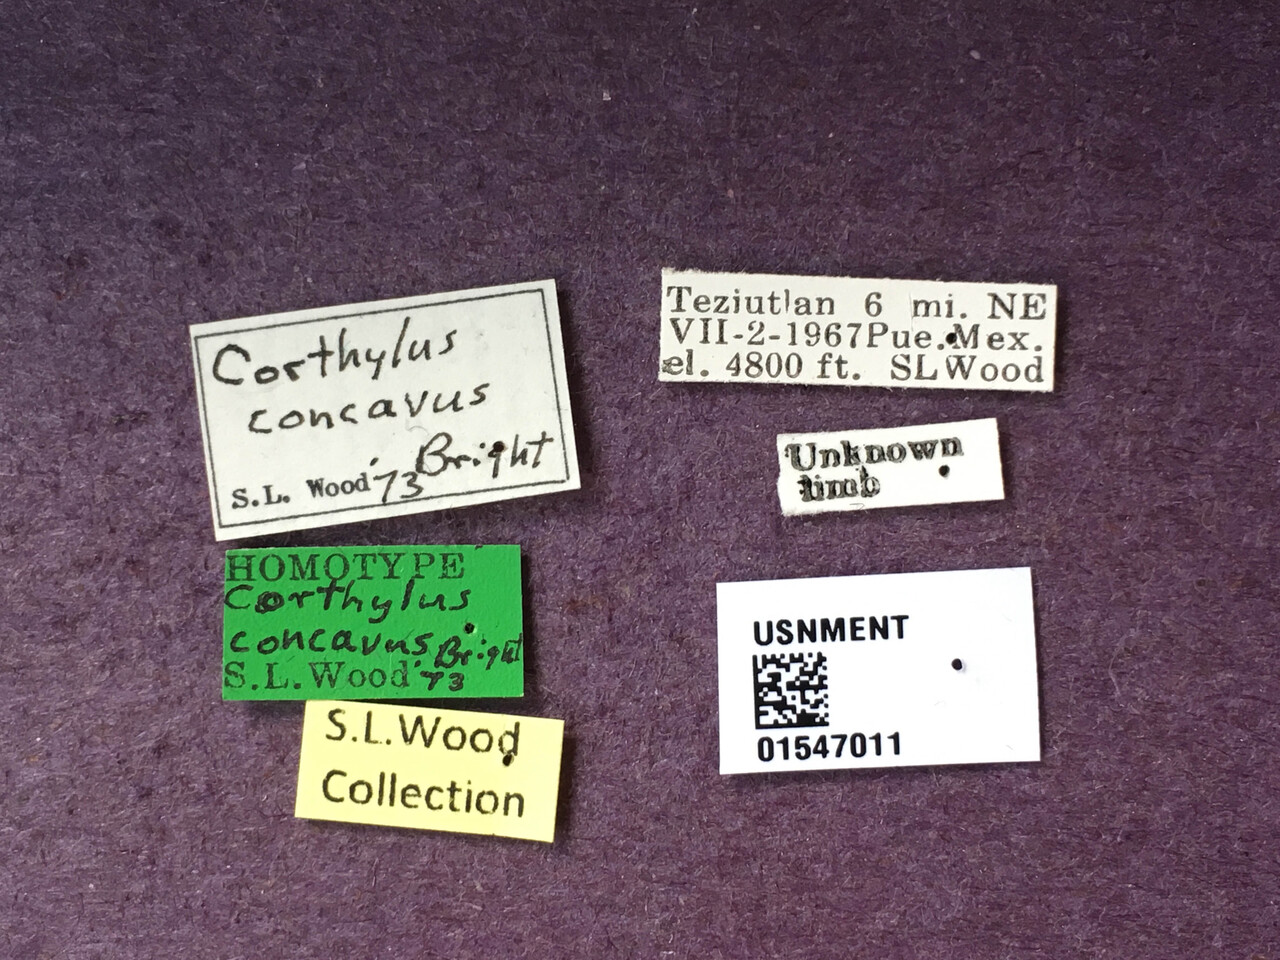 Corthylus
concavus
Bright
S.L. Wood '73
HOMOTYPE
Corthylus
concavus Bright
S.L. Wood '73
S.L.Wood
Collection
Teziutlan 6 mi. NE
VII-2-1967 Pue. Mex.
el. 4800 ft. SLWood
Unknown
limb
USNMENT
01547011